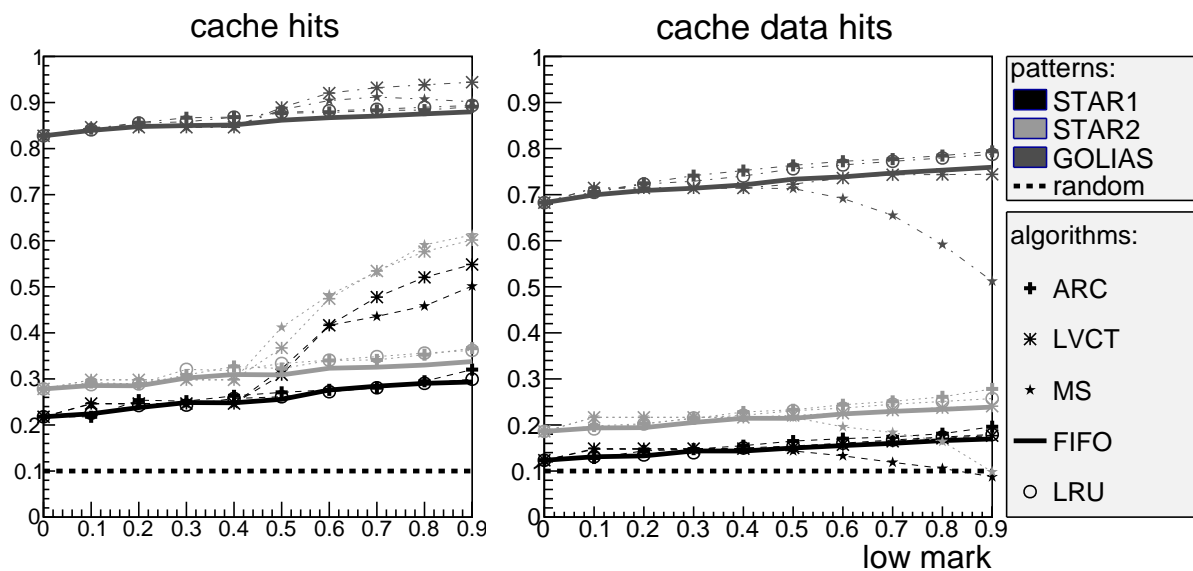 cache hits
cache data hits
1
0.9
0.8
0.7
0.6
0.5
0.4
0.3
0.2
0.1
0
0 0.1 0.2 0.3 0.4 0.5 0.6 0.7 0.8 0.9
1
0.9
0.8
0.7
0.6
0.5
0.4
0.3
0.2
0.1
0
0 0.1 0.2 0.3 0.4 0.5 0.6 0.7 0.8 0.9
low mark
patterns:
STAR1
STAR2
GOLIAS
random
algorithms:
ARC
LVCT
MS
FIFO
LRU